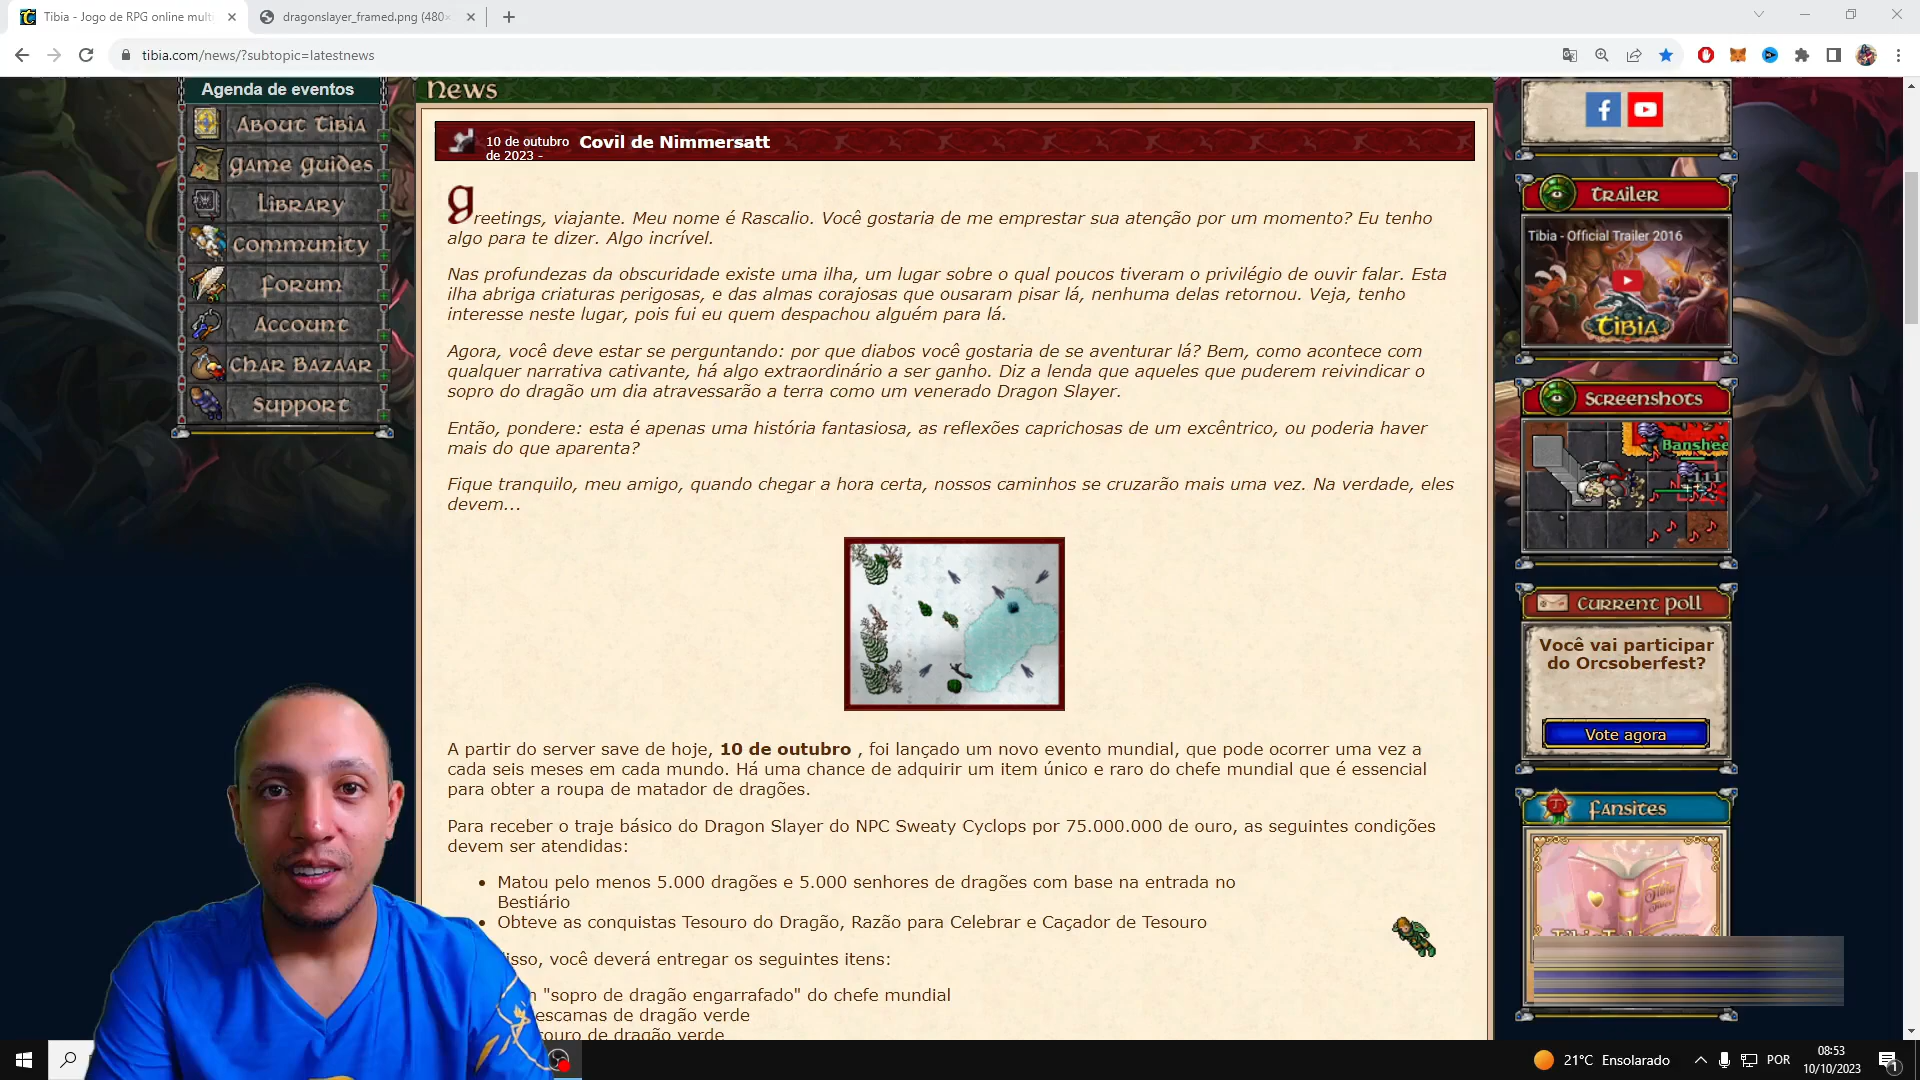 Tibia - Jogo de RPG online mult
dragonslayer_framed.png (480×
tibia.com/news/?subtopic=latestnews
Agenda de eventos
About Tibia
Game Guides
Library
Community
Forum
Account
Char Bazaar
Support
News
10 de outubro
de 2023 -
Covil de Nimmersatt
greetings, viajante. Meu nome é Rascalio. Você gostaria de me emprestar sua atenção por um momento? Eu tenho
algo para te dizer. Algo incrível.
Nas profundezas da obscuridade existe uma ilha, um lugar sobre o qual poucos tiveram o privilégio de ouvir falar. Esta
ilha abriga criaturas perigosas, e das almas corajosas que ousaram pisar lá, nenhuma delas retornou. Veja, tenho
interesse neste lugar, pois fui eu quem despachou alguém para lá.
Agora, você deve estar se perguntando: por que diabos você gostaria de se aventurar lá? Bem, como acontece com
qualquer narrativa cativante, há algo extraordinário a ser ganho. Diz a lenda que aqueles que puderem reivindicar o
sopro do dragão um dia atravessarão a terra como um venerado Dragon Slayer.
Então, pondere: esta é apenas uma história fantasiosa, as reflexões caprichosas de um excêntrico, ou poderia haver
mais do que aparenta?
Fique tranquilo, meu amigo, quando chegar a hora certa, nossos caminhos se cruzarão mais uma vez. Na verdade, eles
devem...
A partir do server save de hoje, 10 de outubro , foi lançado um novo evento mundial, que pode ocorrer uma vez a
cada seis meses em cada mundo. Há uma chance de adquirir um item único e raro do chefe mundial que é essencial
para obter a roupa de matador de dragões.
Para receber o traje básico do Dragon Slayer do NPC Sweaty Cyclops por 75.000.000 de ouro, as seguintes condições
devem ser atendidas:
• Matou pelo menos 5.000 dragões e 5.000 senhores de dragões com base na entrada no
Bestiário
• Obteve as conquistas Tesouro do Dragão, Razão para Celebrar e Caçador de Tesouro
isso, você deverá entregar os seguintes itens:
"sopro de dragão engarrafado" do chefe mundial
escamas de dragão verde
couro de dragão verde
Trailer
Tibia - Official Trailer 2016
TIBIA
Screenshots
Banshee
111
Current Poll
Você vai participar
do Orcsoberfest?
Vote agora
Fansites
21°C Ensolarado
POR
08:53
10/10/2023
1